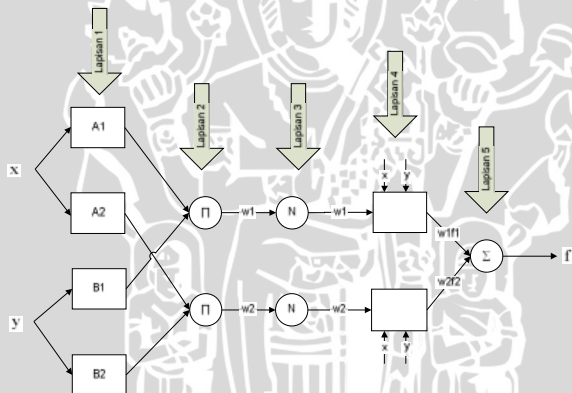 Lapisan 1
Lapisan 2
Lapisan 3
Lapisan 4
Lapisan 5
x
A1
A2
y
B1
B2
Π
w1
N
w1
x y
w1f1
Π
w2
N
w2
x y
w2f2
Σ
f